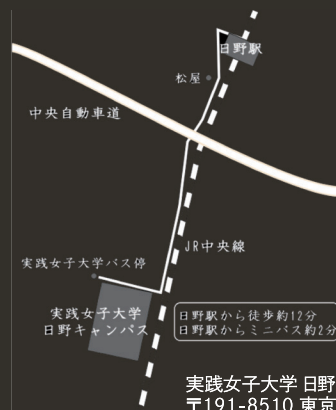 日野駅
松屋
中央自動車道
JR中央線
実践女子大学バス停
実践女子大学
日野キャンパス
日野駅から徒歩約12分
日野駅からミニバス約2分
実践女子大学 日野
〒191-8510 東京